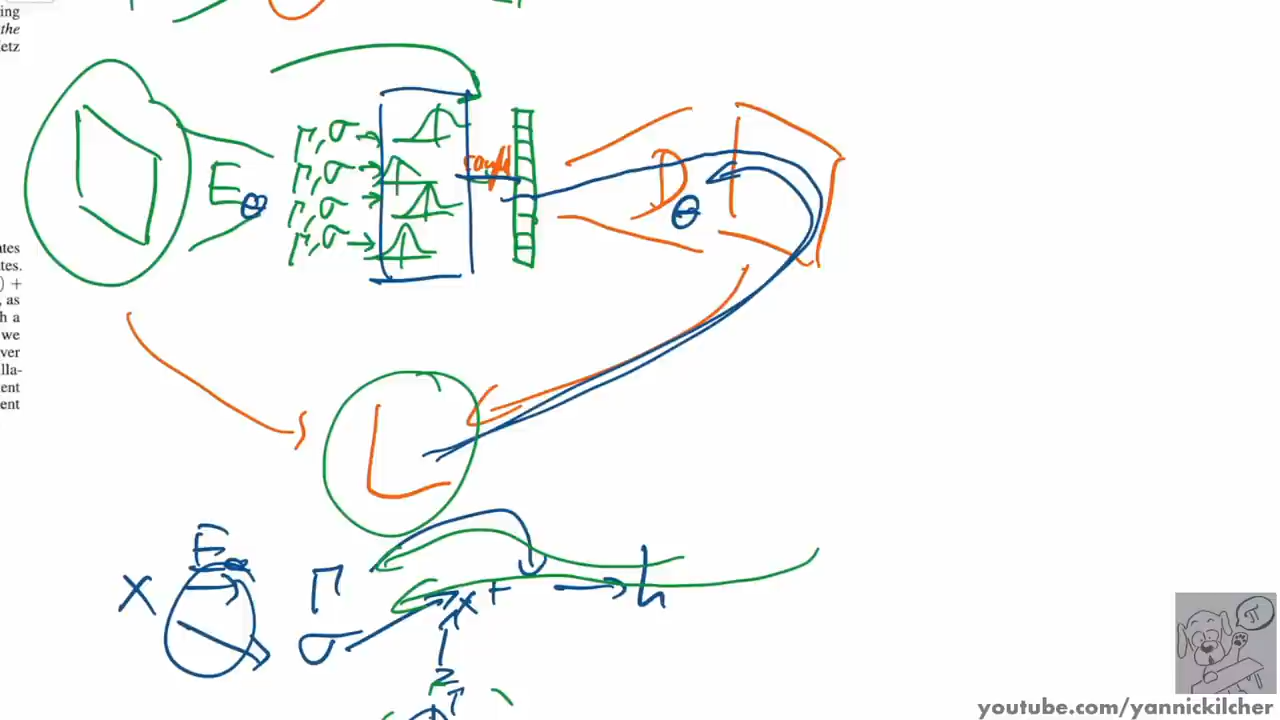 ing
the
etz
μ, σ
μ, σ
E θ
μ, σ
μ, σ
D θ
ates
tes.
) +
, as
h a
we
ver
lla-
ent
ent
L
E
X μ
σ x + h
z
π
youtube.com/yannickilcher